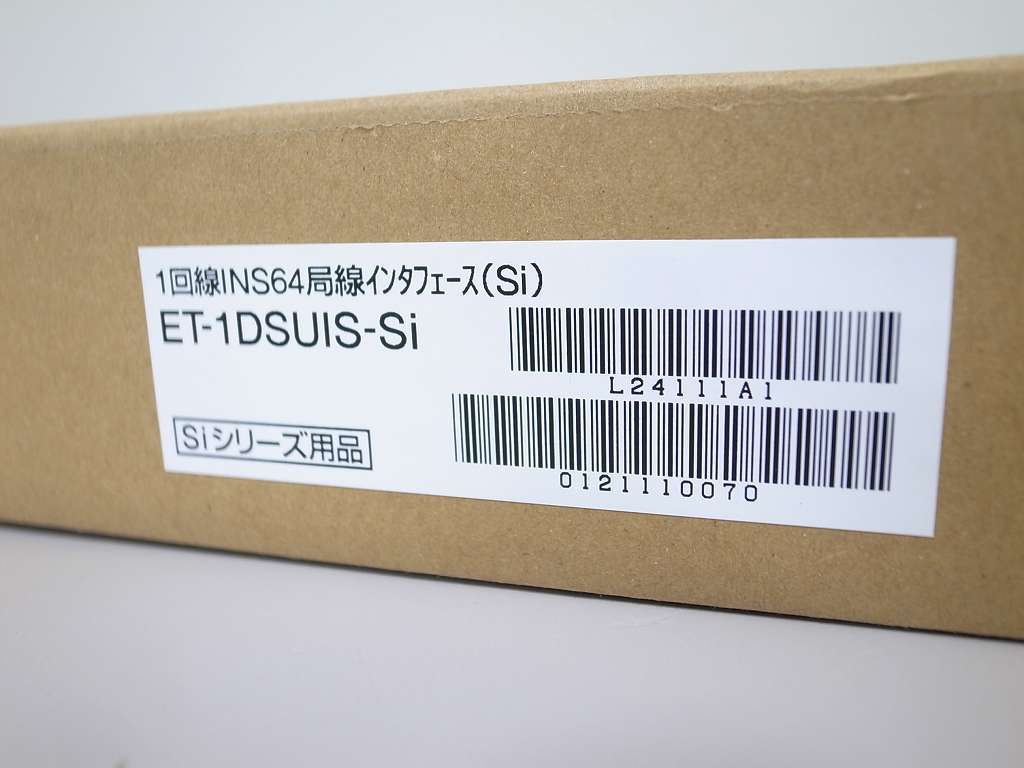 1回線INS64局線インタフェース(Si)
ET-1DSUIS-Si
L24111A1
Siシリーズ用品
0121110070